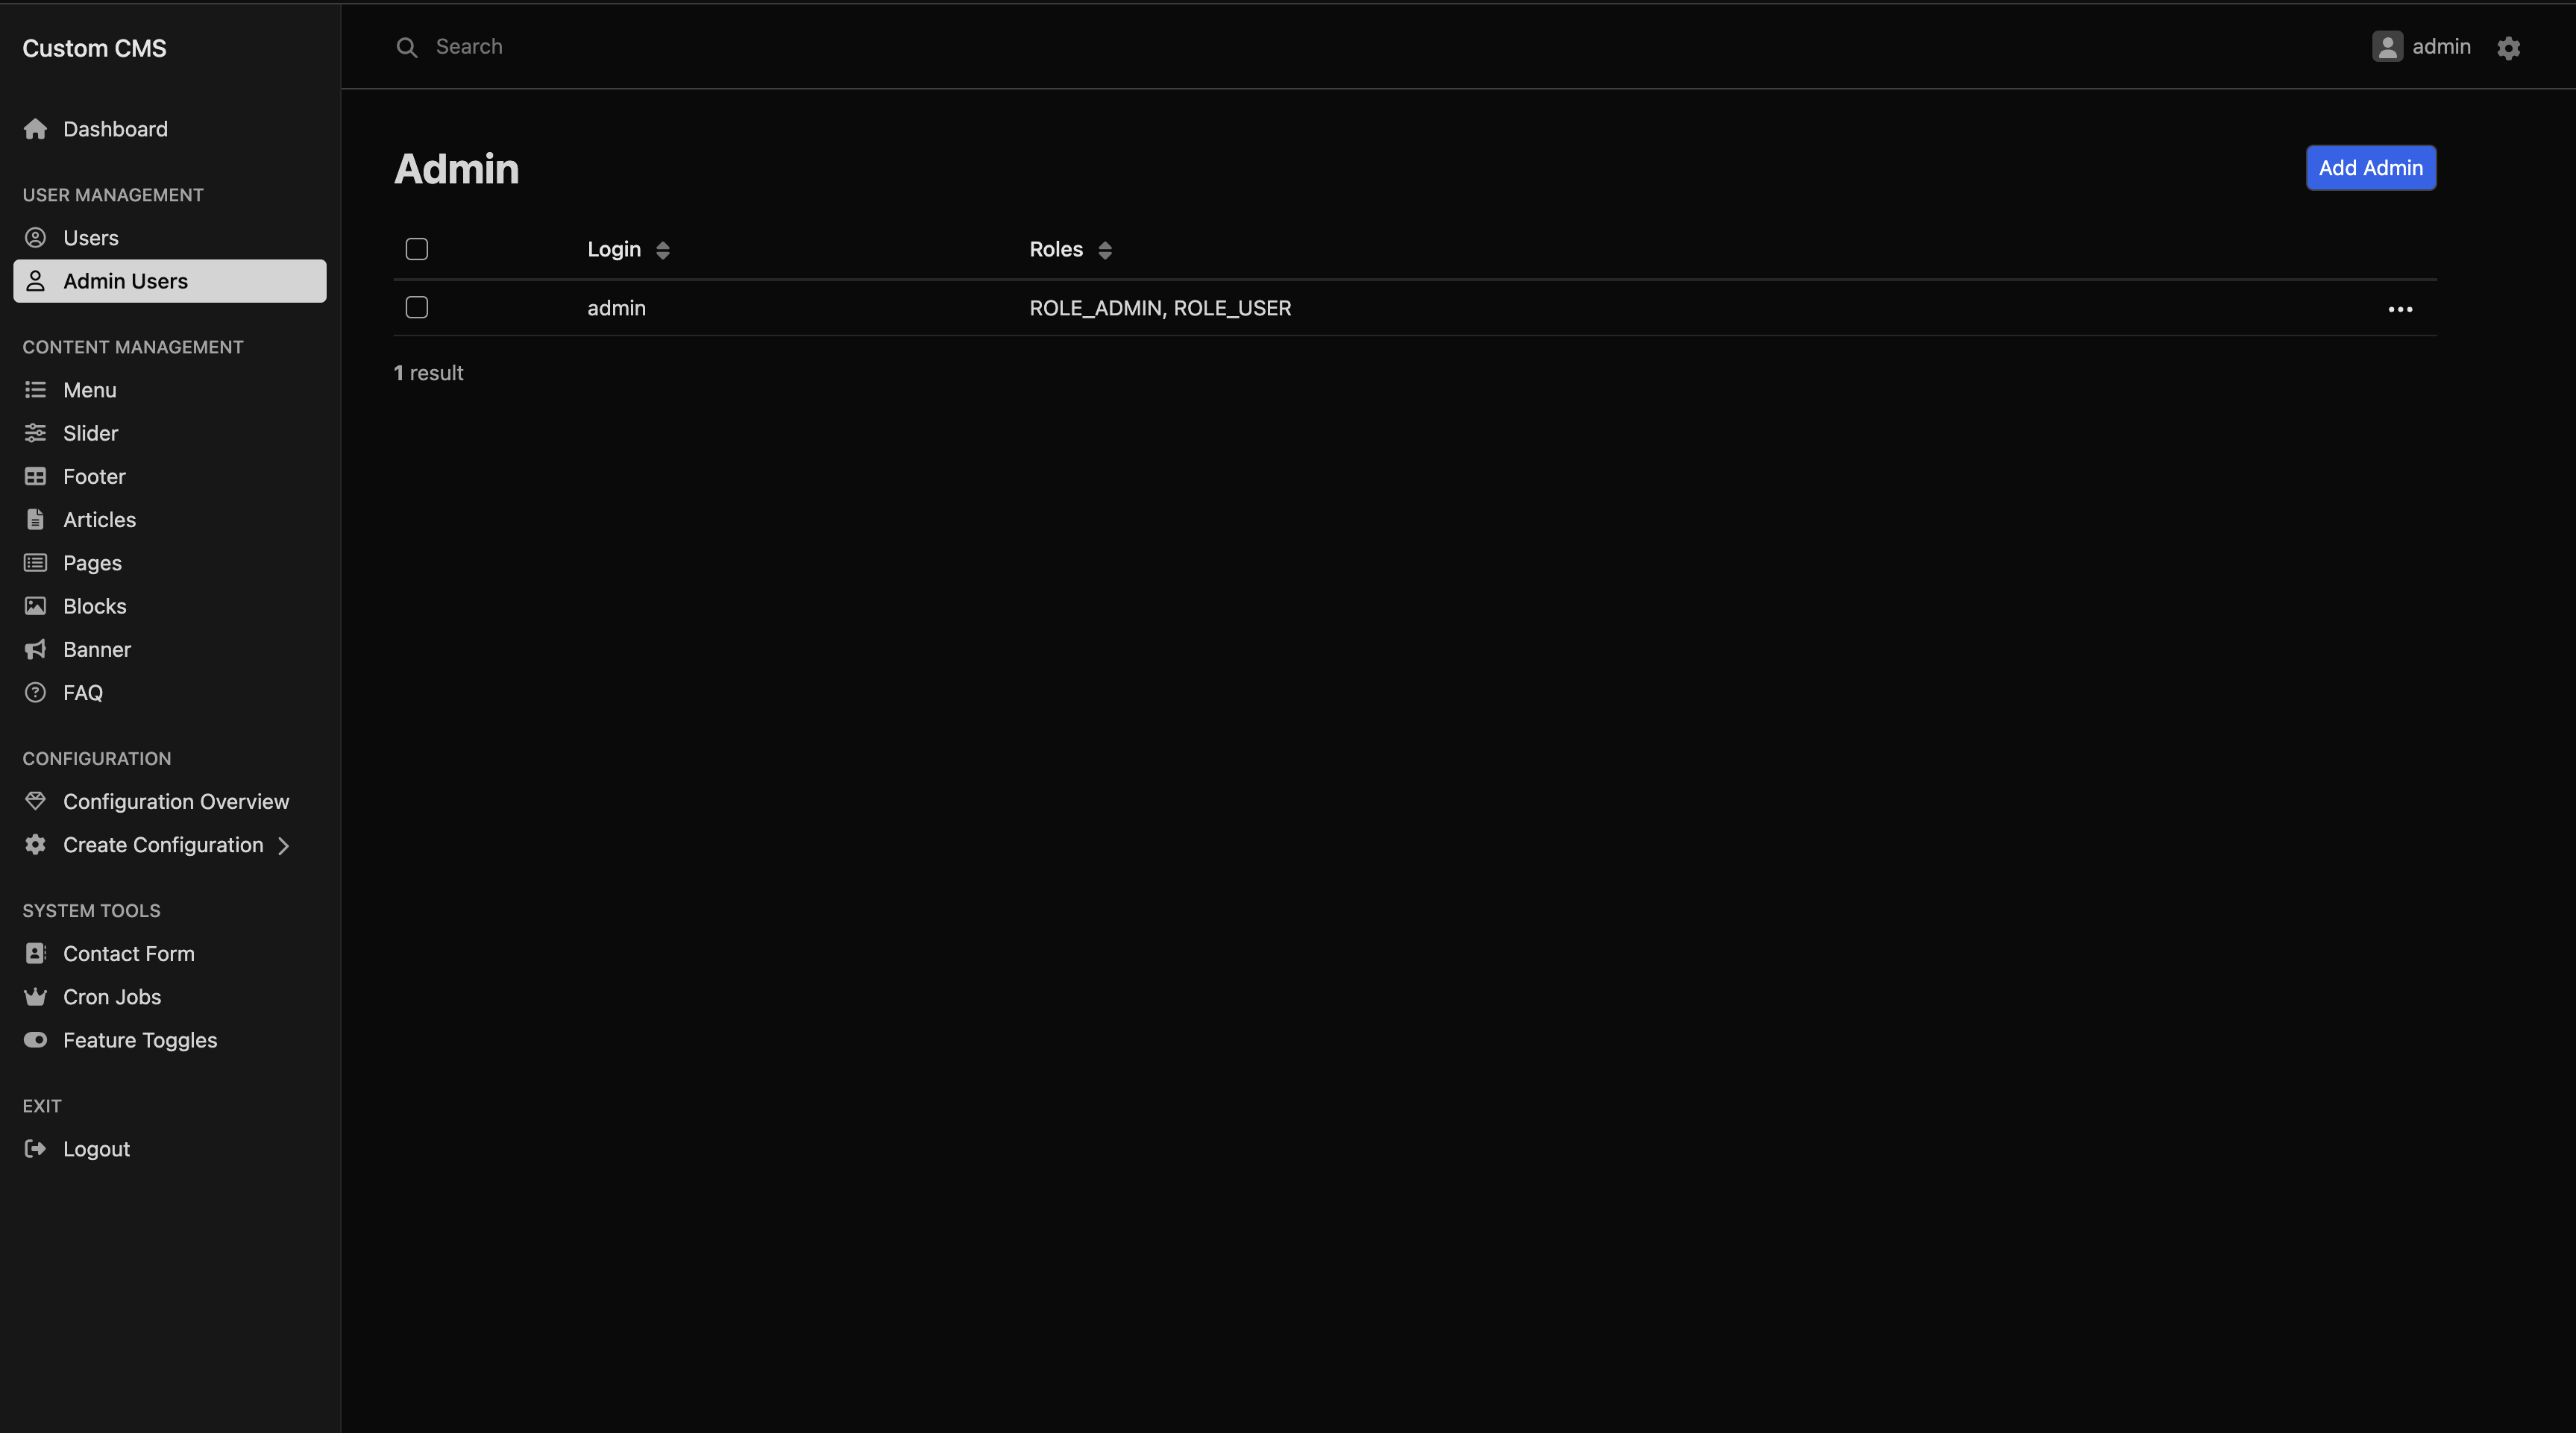 Custom CMS
Search
admin
Dashboard
USER MANAGEMENT
Users
Admin Users
CONTENT MANAGEMENT
Menu
Slider
Footer
Articles
Pages
Blocks
Banner
FAQ
CONFIGURATION
Configuration Overview
Create Configuration
SYSTEM TOOLS
Contact Form
Cron Jobs
Feature Toggles
EXIT
Logout
Admin
Add Admin
Login Roles
admin ROLE_ADMIN, ROLE_USER
1 result